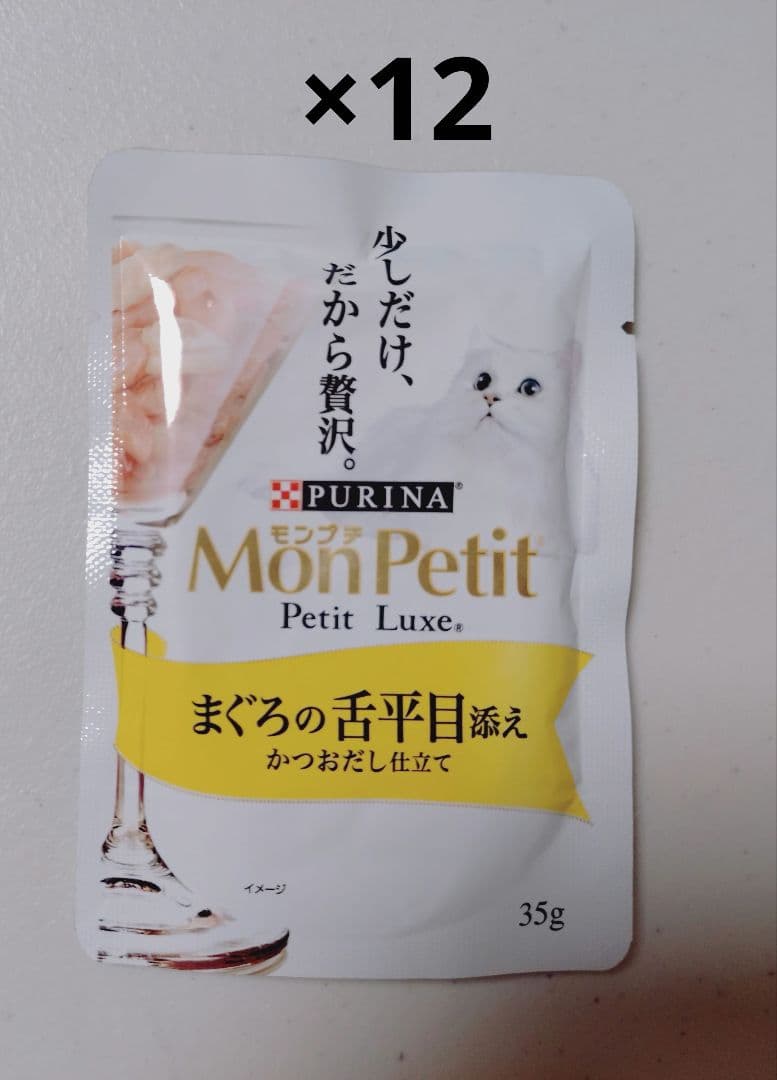 ×12
少しだけ、
だから贅沢。
PURINA®
モンプチ
Mon Petit
Petit Luxe®
まぐろの舌平目添え
かつおだし仕立て
イメージ
35g